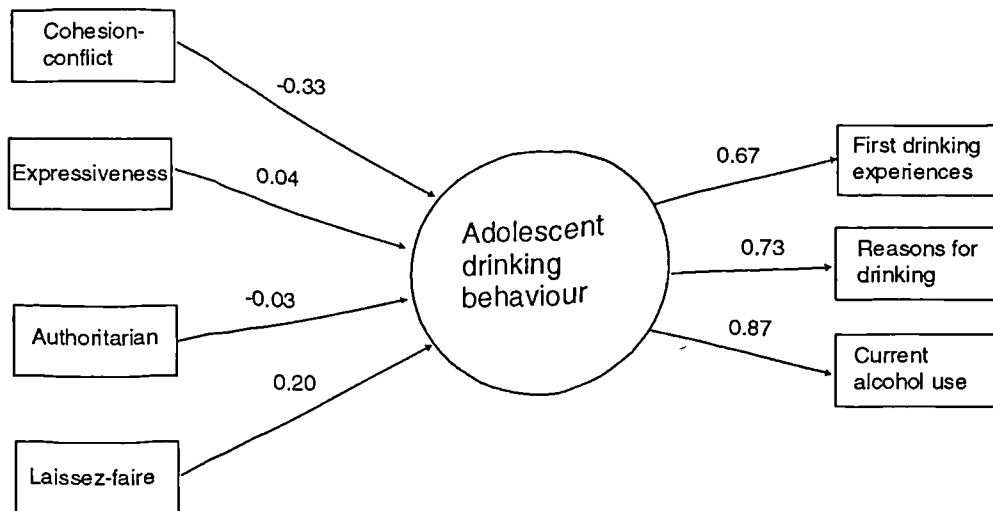 Cohesion-
conflict
-0.33
Expressiveness
0.04
Authoritarian
-0.03
Laissez-faire
0.20
Adolescent
drinking
behaviour
0.67
First drinking
experiences
0.73
Reasons for
drinking
0.87
Current
alcohol use